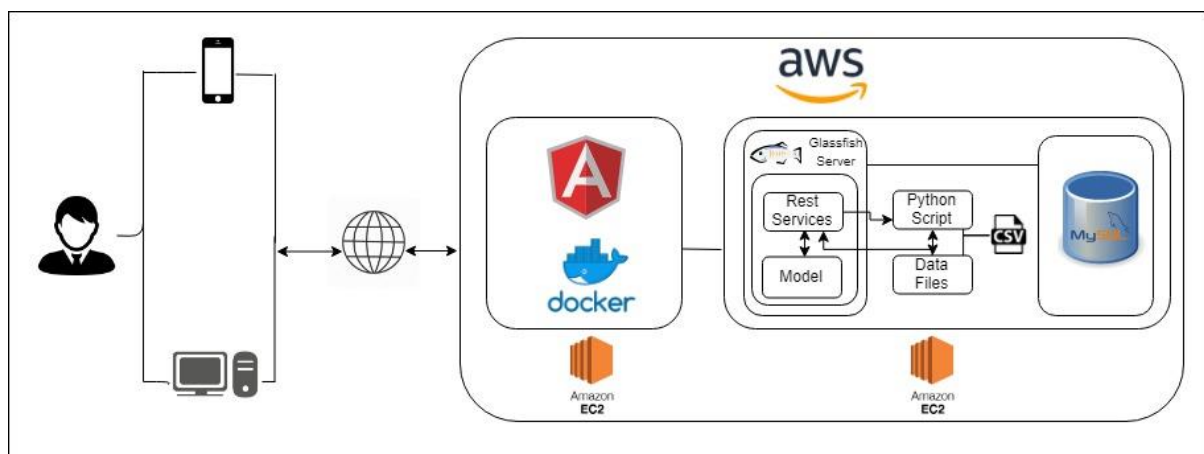 aws
A
docker
Glassfish
Server
Rest
Services
Model
Python
Script
Data
Files
CSV
MySQL
Amazon
EC2
Amazon
EC2